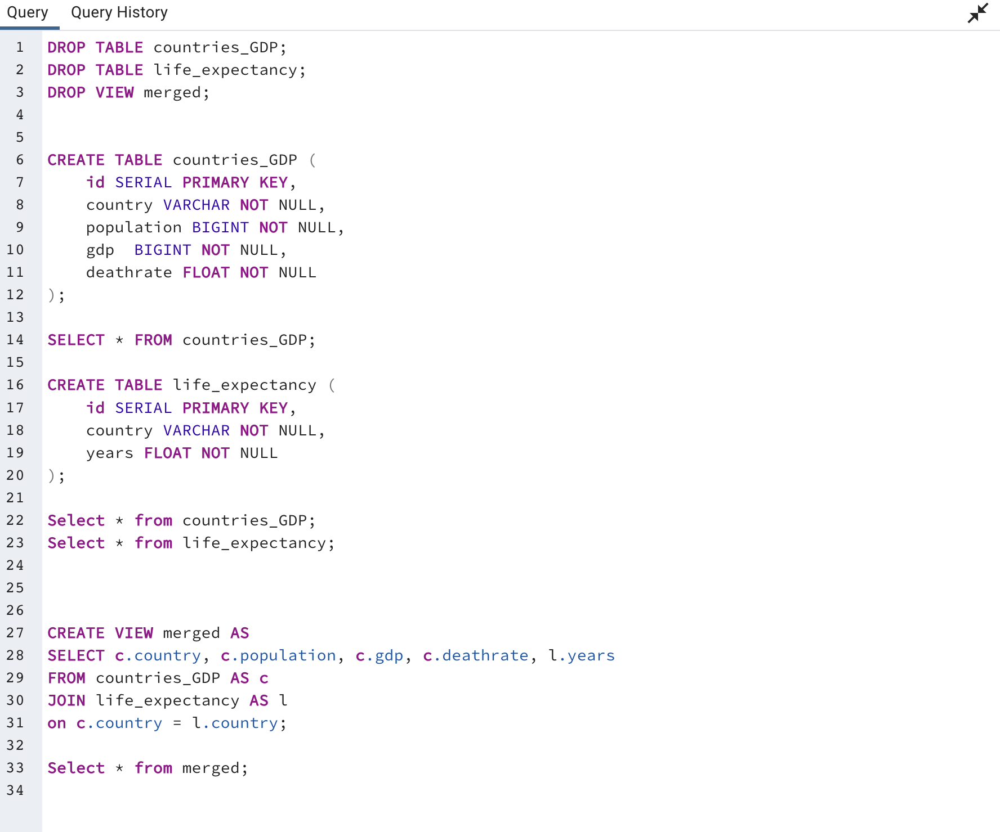 Query Query History
1 DROP TABLE countries_GDP;
2 DROP TABLE life_expectancy;
3 DROP VIEW merged;
4
5
6 CREATE TABLE countries_GDP (
7     id SERIAL PRIMARY KEY,
8     country VARCHAR NOT NULL,
9     population BIGINT NOT NULL,
10     gdp  BIGINT NOT NULL,
11     deathrate FLOAT NOT NULL
12 );
13
14 SELECT * FROM countries_GDP;
15
16 CREATE TABLE life_expectancy (
17     id SERIAL PRIMARY KEY,
18     country VARCHAR NOT NULL,
19     years FLOAT NOT NULL
20 );
21
22 Select * from countries_GDP;
23 Select * from life_expectancy;
24
25
26
27 CREATE VIEW merged AS
28 SELECT c.country, c.population, c.gdp, c.deathrate, l.years
29 FROM countries_GDP AS c
30 JOIN life_expectancy AS l
31 on c.country = l.country;
32
33 Select * from merged;
34